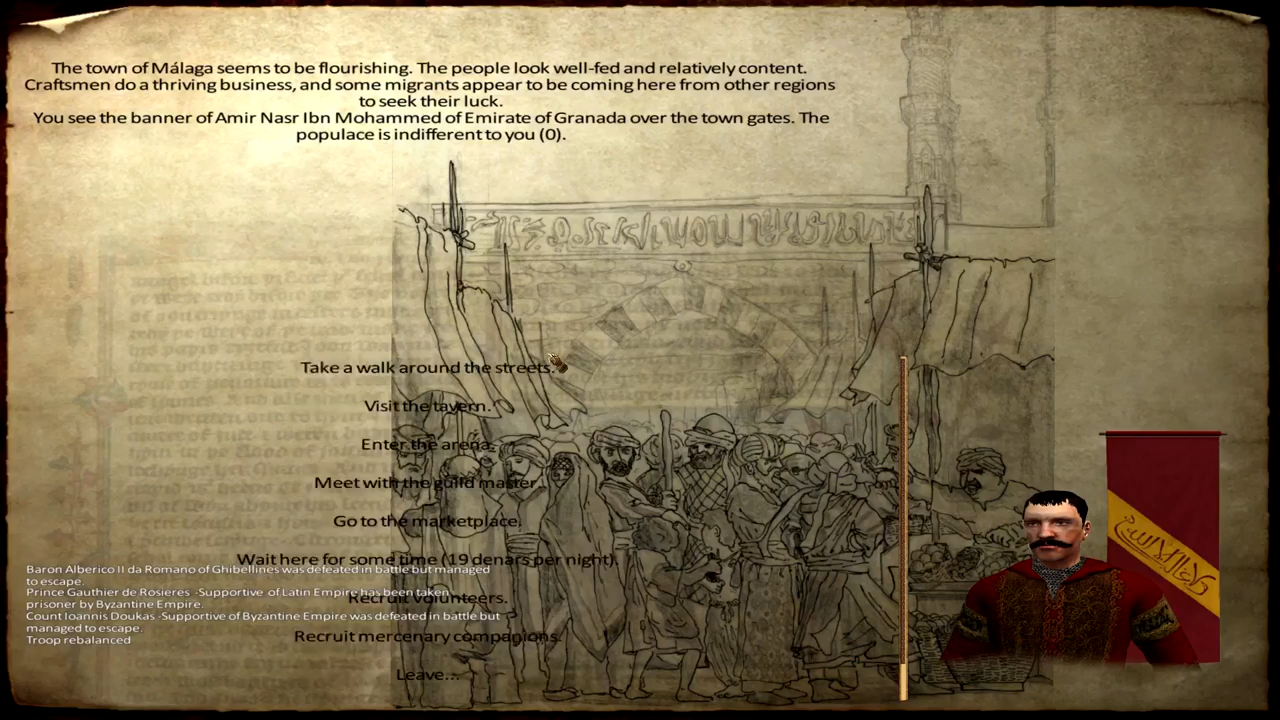 The town of Málaga seems to be flourishing. The people look well-fed and relatively content.
Craftsmen do a thriving business, and some migrants appear to be coming here from other regions
to seek their luck.
You see the banner of Amir Nasr Ibn Mohammed of Emirate of Granada over the town gates. The
populace is indifferent to you (0).
Take a walk around the streets.
Visit the tavern.
Enter the arena.
Meet with the guild master.
Go to the marketplace.
Wait here for some time (19 denars per night).
Recruit volunteers.
Recruit mercenary companions.
Leave...
Baron Alberico II da Romano of Ghibellines was defeated in battle but managed
to escape.
Prince Gauthier de Rosieres -Supportive of Latin Empire has been taken
prisoner by Byzantine Empire.
Count Ioannis Doukas -Supportive of Byzantine Empire was defeated in battle but
managed to escape.
Troop rebalanced